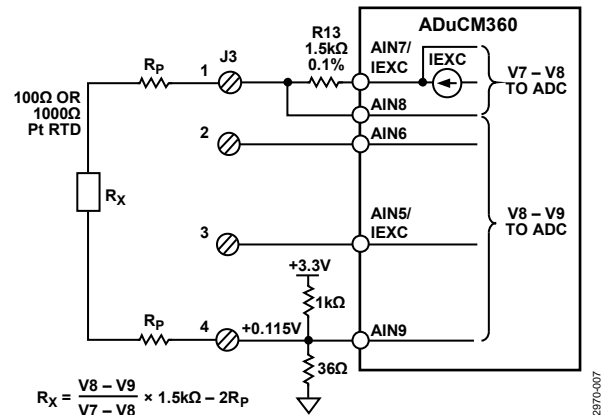 ADuCM360
R13
1.5kΩ
0.1%
J3
RP
1
AIN7/
IEXC
IEXC
V7 – V8
TO ADC
100Ω OR
1000Ω
Pt RTD
AIN8
2
AIN6
RX
V8 – V9
TO ADC
3
AIN5/
IEXC
+3.3V
1kΩ
RP
4
+0.115V
AIN9
36Ω
RX = V8 – V9 / V7 – V8 × 1.5kΩ – 2RP
2970-007